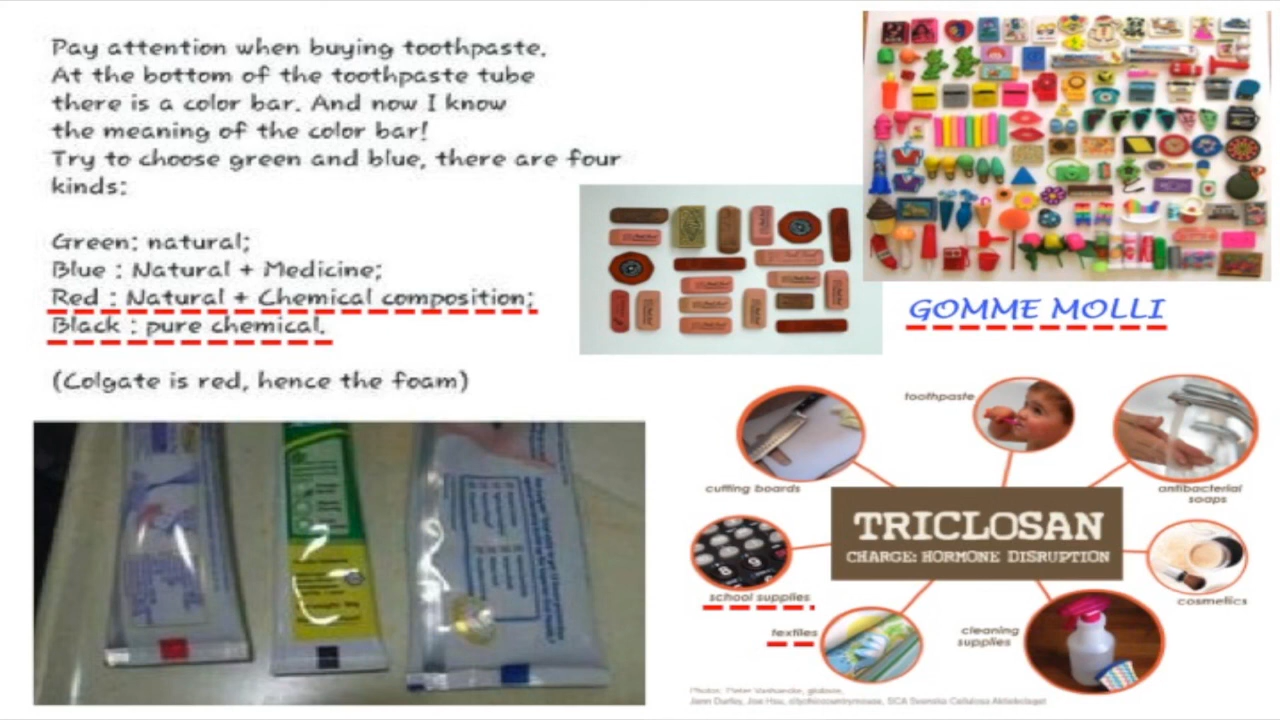 Pay attention when buying toothpaste.
At the bottom of the toothpaste tube
there is a color bar. And now I know
the meaning of the color bar!
Try to choose green and blue, there are four
kinds:
Green: natural;
Blue : Natural + Medicine;
Red : Natural + Chemical composition;
Black : pure chemical.
(Colgate is red, hence the foam)
GOMME MOLLI
toothpaste
cutting boards
antibacterial
soaps
TRICLOSAN
CHARGE: HORMONE DISRUPTION
school supplies
cosmetics
textiles
cleaning
supplies